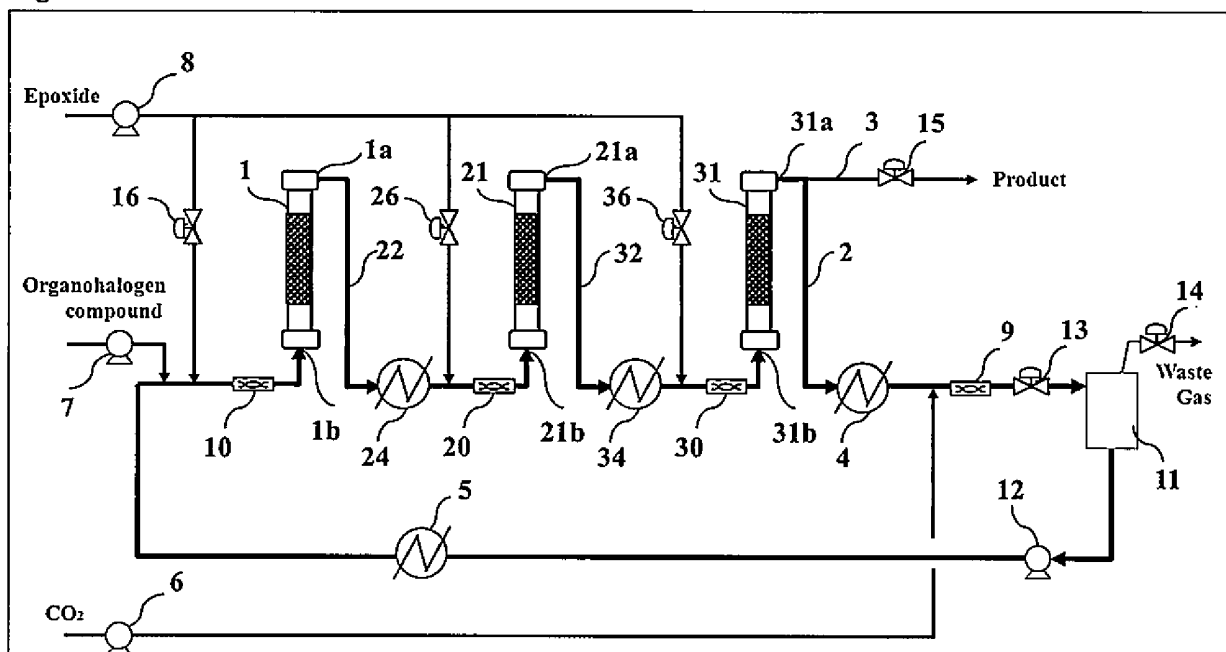 8
Epoxide
31a
3
15
1
1a
21
21a
31
Product
16
26
36
22
32
2
Organohalogen
compound
14
9
13
Waste
Gas
7
10
1b
24
20
21b
34
30
31b
4
11
5
12
6
CO₂